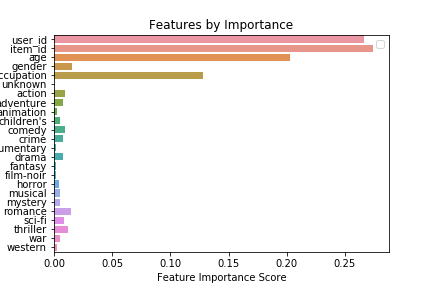 Features by Importance
user_id
item_id
age
gender
ccupation
unknown
action
adventure
animation
children's
comedy
crime
umentary
drama
fantasy
film-noir
horror
musical
mystery
romance
sci-fi
thriller
war
western
0.00 0.05 0.10 0.15 0.20 0.25
Feature Importance Score